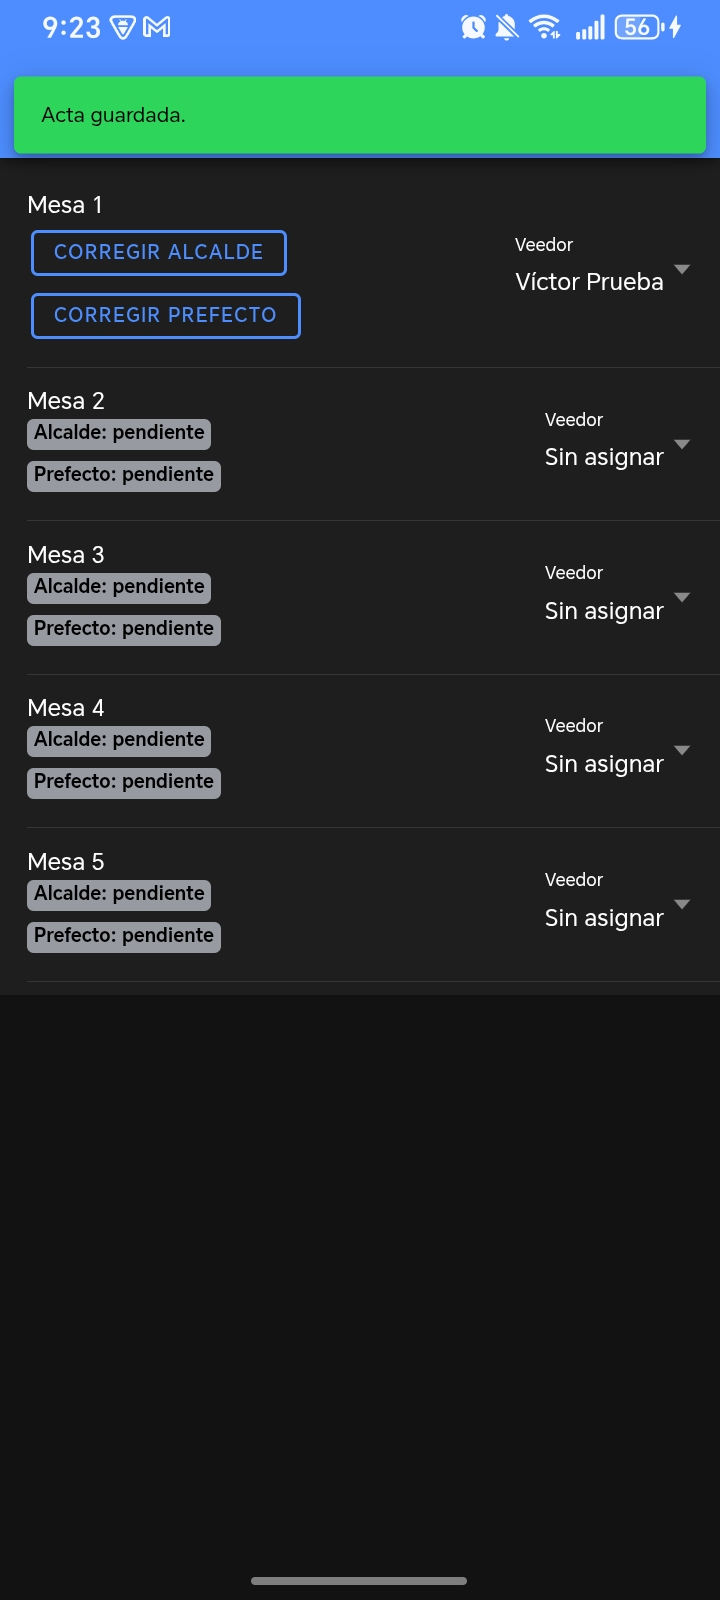 9:23
56
Acta guardada.
Mesa 1
CORREGIR ALCALDE
CORREGIR PREFECTO
Veedor
Víctor Prueba
Mesa 2
Alcalde: pendiente
Prefecto: pendiente
Veedor
Sin asignar
Mesa 3
Alcalde: pendiente
Prefecto: pendiente
Veedor
Sin asignar
Mesa 4
Alcalde: pendiente
Prefecto: pendiente
Veedor
Sin asignar
Mesa 5
Alcalde: pendiente
Prefecto: pendiente
Veedor
Sin asignar